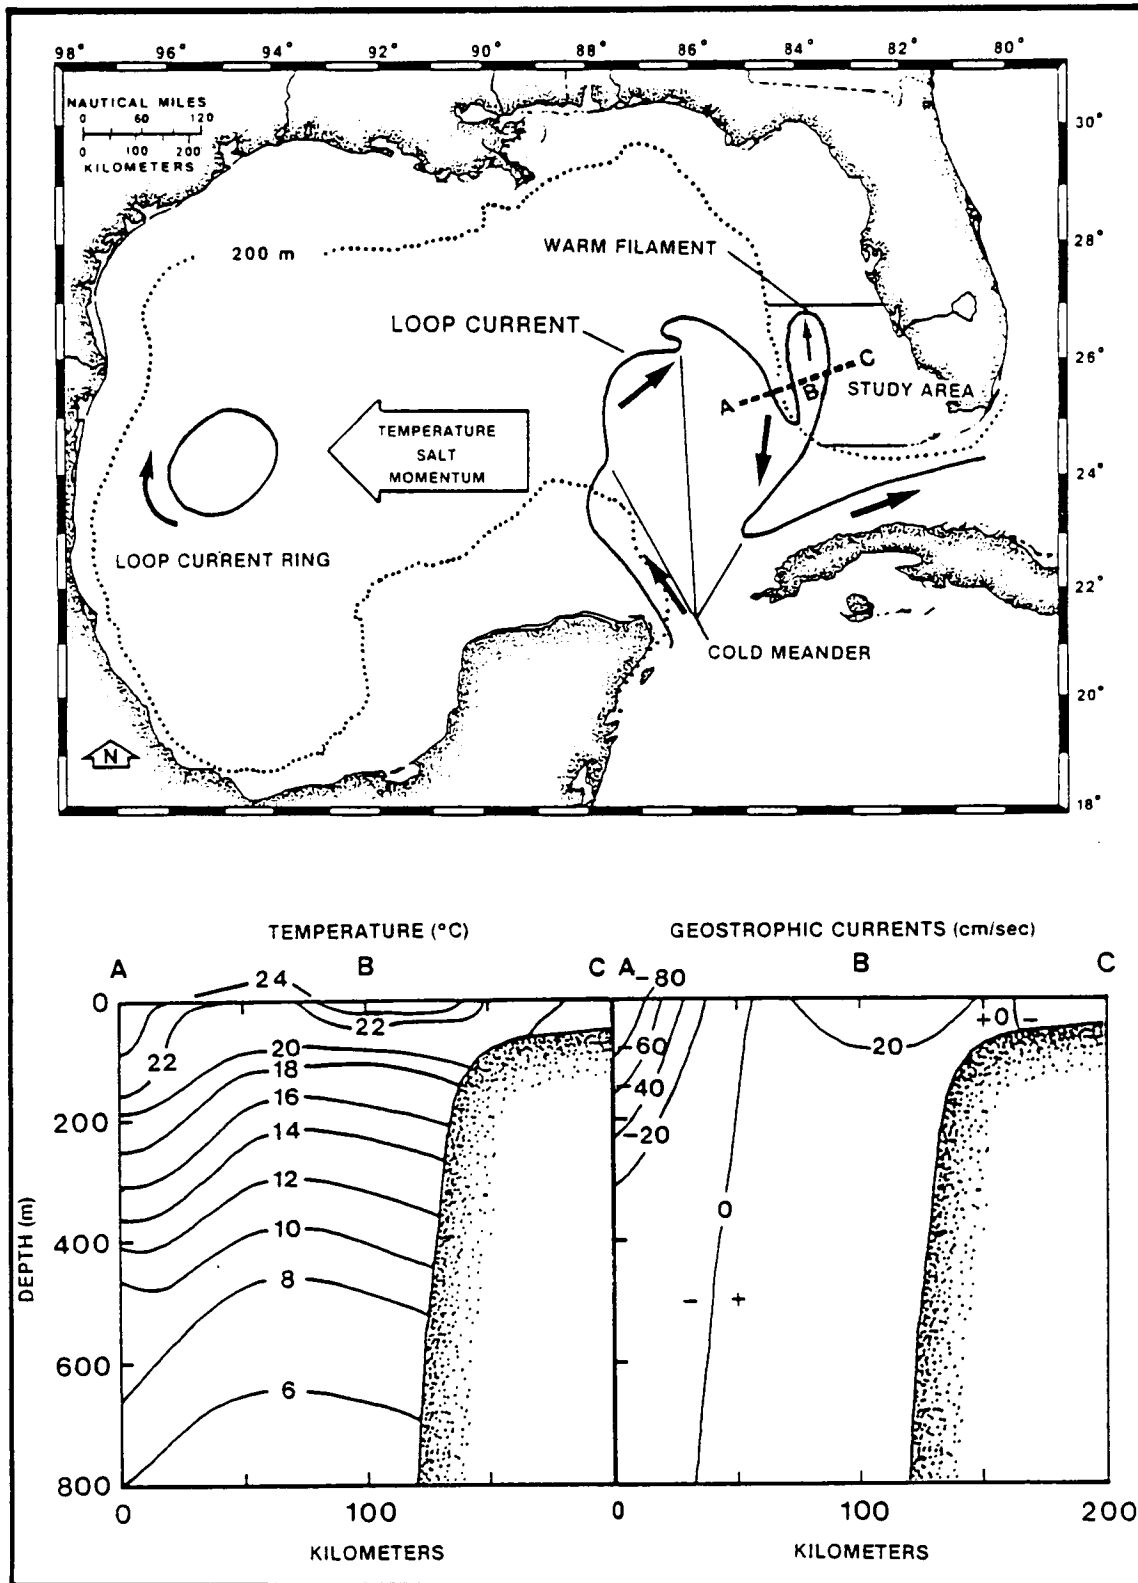 98° 96° 94° 92° 90° 88° 86° 84° 82° 80°
NAUTICAL MILES
0 60 120
0 100 200
KILOMETERS
30°
28°
26°
24°
22°
20°
18°
WARM FILAMENT
200 m
LOOP CURRENT
A B C
STUDY AREA
TEMPERATURE
SALT
MOMENTUM
LOOP CURRENT RING
COLD MEANDER
N
TEMPERATURE (°C)
A B C
24
22
22
20
18
16
14
12
10
8
6
0
200
400
600
800
DEPTH (m)
0 100
KILOMETERS
GEOSTROPHIC CURRENTS (cm/sec)
A B C
-80
-60
-40
-20
0
- +
20
+0-
0 100 200
KILOMETERS